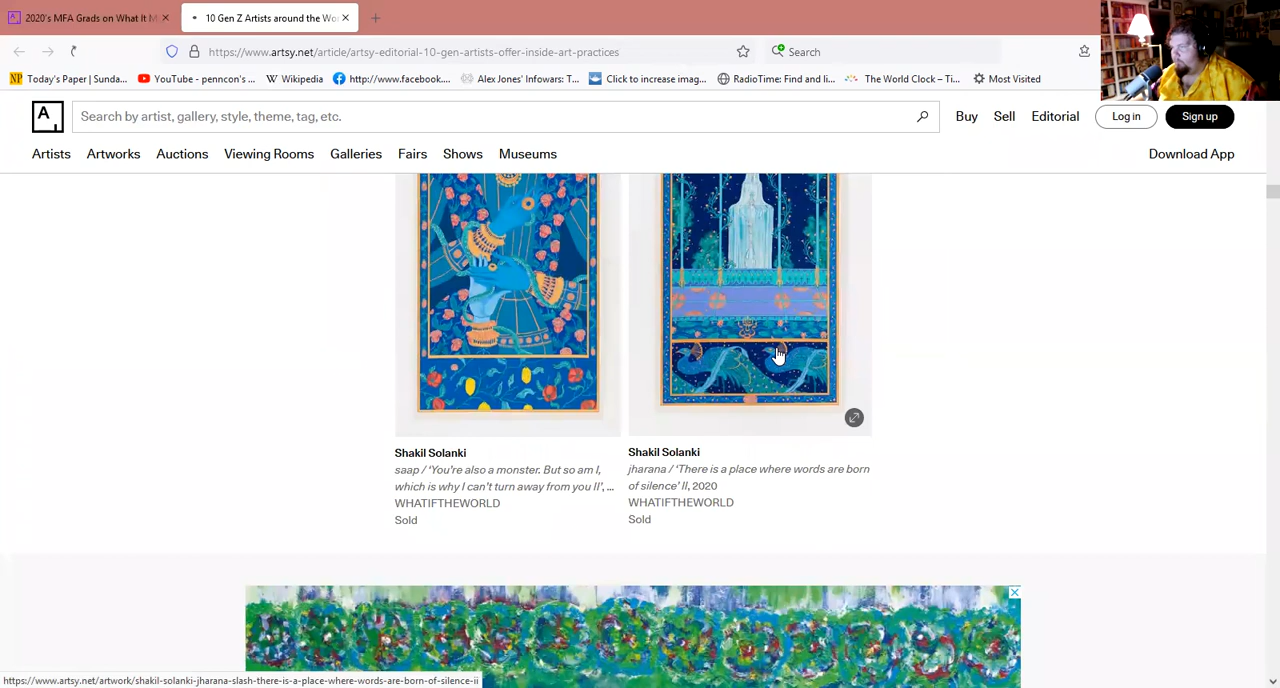 2020's MFA Grads on What It M
10 Gen Z Artists around the Wo
https://www.artsy.net/article/artsy-editorial-10-gen-artists-offer-inside-art-practices
Search
Today's Paper | Sunda...
YouTube - penncon's ...
Wikipedia
http://www.facebook....
Alex Jones' Infowars: T...
Click to increase imag...
RadioTime: Find and li...
The World Clock – Ti...
Most Visited
Search by artist, gallery, style, theme, tag, etc.
Buy
Sell
Editorial
Log in
Sign up
Artists
Artworks
Auctions
Viewing Rooms
Galleries
Fairs
Shows
Museums
Download App
Shakil Solanki
saap / ‘You're also a monster. But so am I,
which is why I can't turn away from you II’, ...
WHATIFTHEWORLD
Sold
Shakil Solanki
jharana / ‘There is a place where words are born
of silence’ II, 2020
WHATIFTHEWORLD
Sold
https://www.artsy.net/artwork/shakil-solanki-jharana-slash-there-is-a-place-where-words-are-born-of-silence-ii